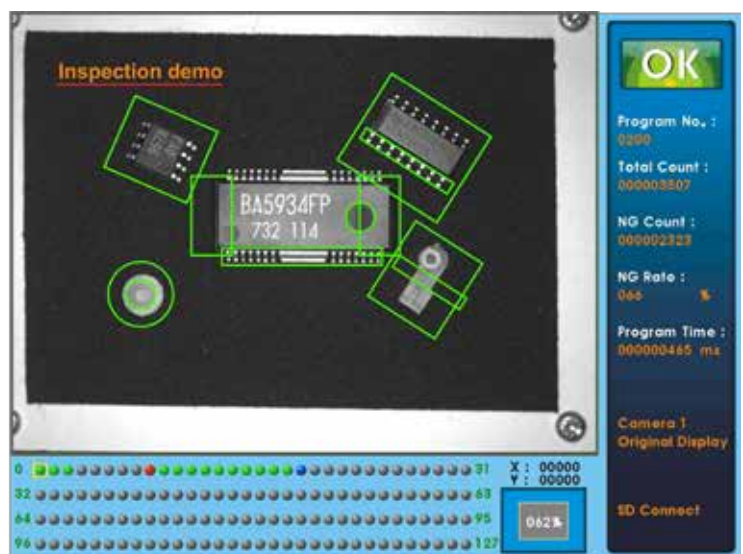 Inspection demo
BA5934FP
732 114
OK
Program No. :
0200
Total Count :
000003507
NG Count :
000002323
NG Rate :
066 %
Program Time :
000000465 ms
Camera 1
Original Display
SD Connect
0 31
X : 00000
Y : 00000
32 63
64 95
96 127
062%